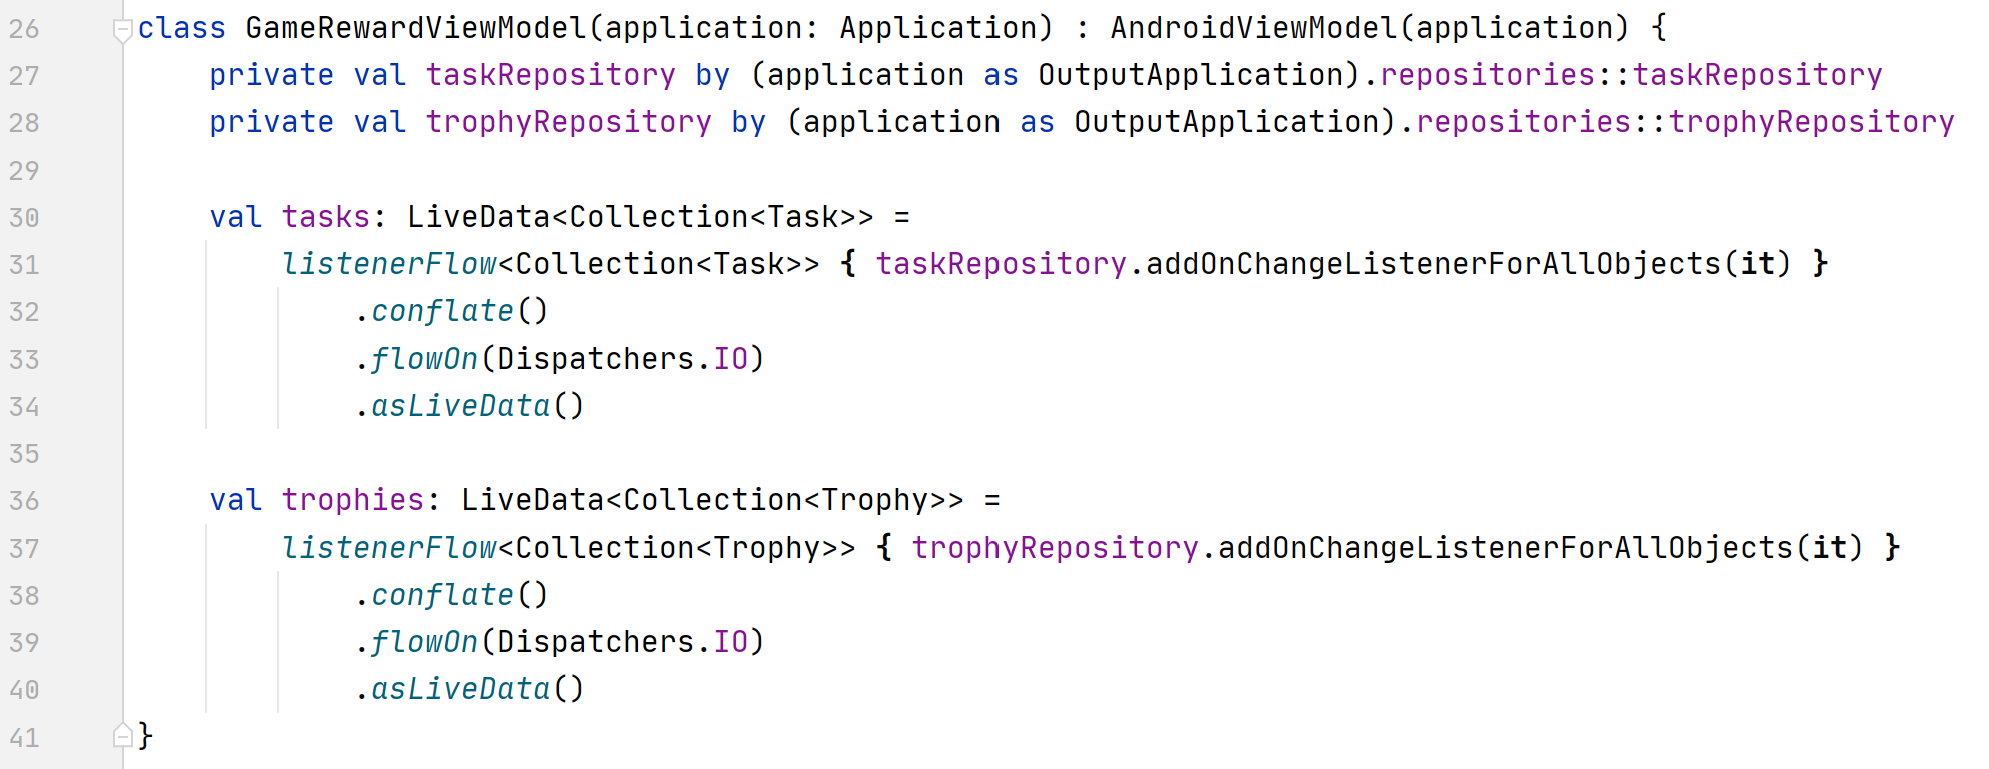 26 class GameRewardViewModel(application: Application) : AndroidViewModel(application) {
27     private val taskRepository by (application as OutputApplication).repositories::taskRepository
28     private val trophyRepository by (application as OutputApplication).repositories::trophyRepository
29
30     val tasks: LiveData<Collection<Task>> =
31         listenerFlow<Collection<Task>> { taskRepository.addOnChangeListenerForAllObjects(it) }
32             .conflate()
33             .flowOn(Dispatchers.IO)
34             .asLiveData()
35
36     val trophies: LiveData<Collection<Trophy>> =
37         listenerFlow<Collection<Trophy>> { trophyRepository.addOnChangeListenerForAllObjects(it) }
38             .conflate()
39             .flowOn(Dispatchers.IO)
40             .asLiveData()
41 }